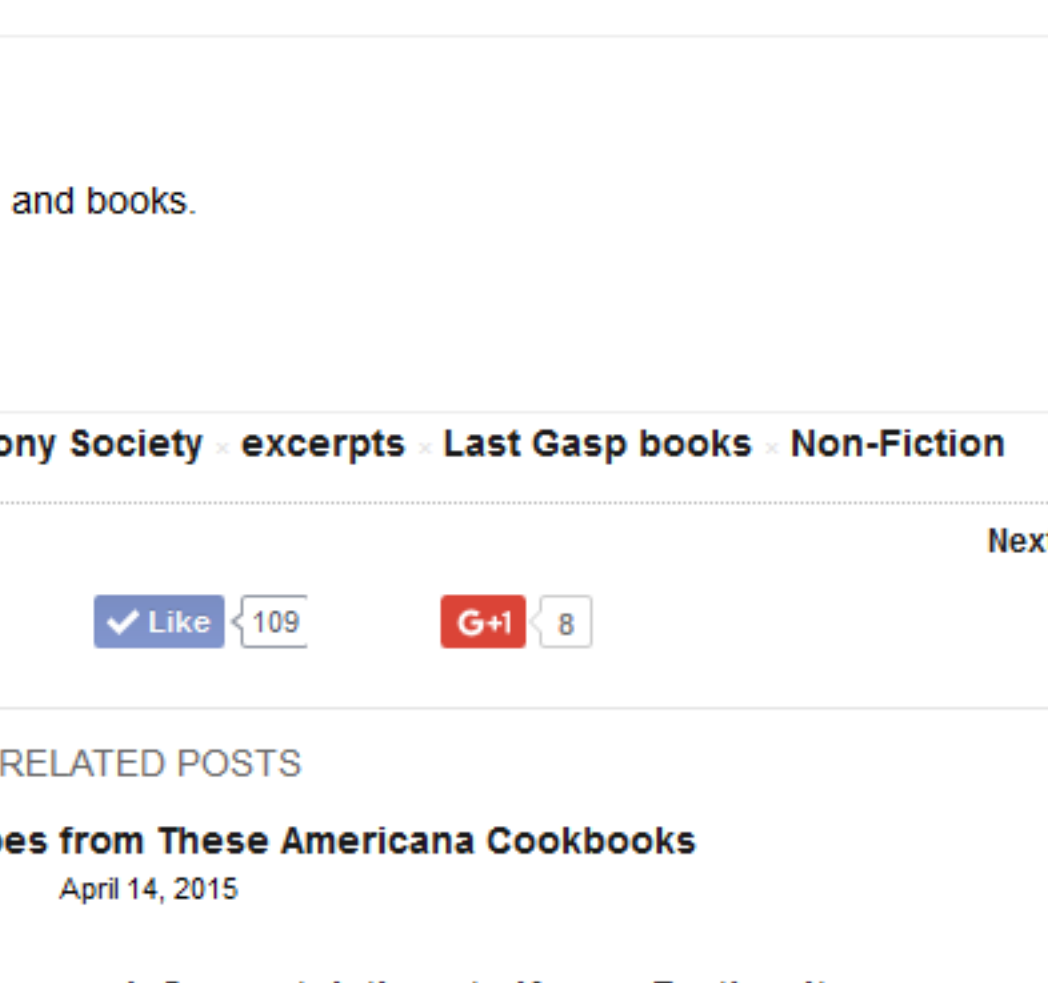 and books.
ony Society × excerpts × Last Gasp books × Non-Fiction
Next
Like 109 G+1 8
RELATED POSTS
es from These Americana Cookbooks
April 14, 2015